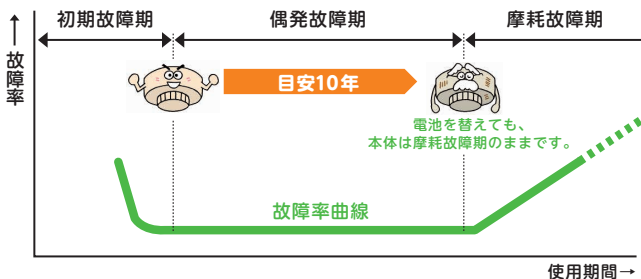 初期故障期
偶発故障期
摩耗故障期
↑故障率
目安10年
電池を替えても、
本体は摩耗故障期のままです。
故障率曲線
使用期間→